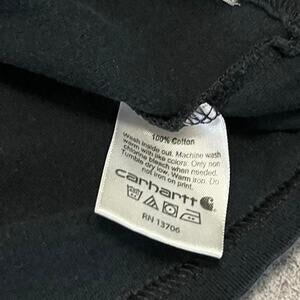 100% Cotton
Wash inside out. Machine wash
warm with like colors. Only non
chlorine bleach when needed.
Tumble dry low. Warm iron. Do
not iron on print.
carhartt
RN 13706